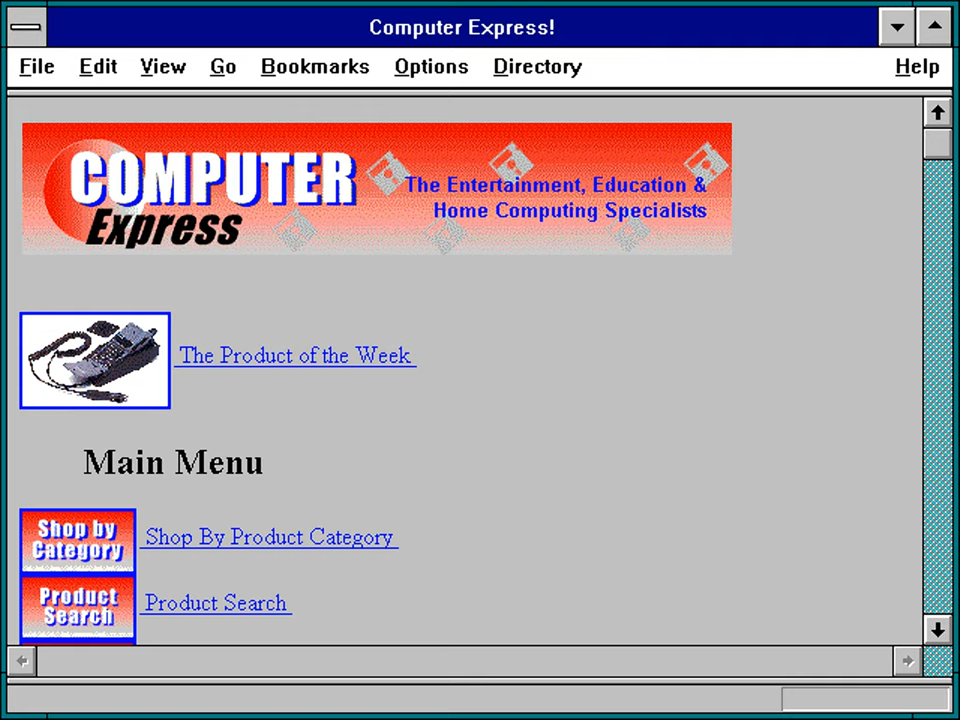 Computer Express!
File Edit View Go Bookmarks Options Directory Help
COMPUTER
Express
The Entertainment, Education &
Home Computing Specialists
The Product of the Week
Main Menu
Shop by
Category
Shop By Product Category
Product
Search
Product Search